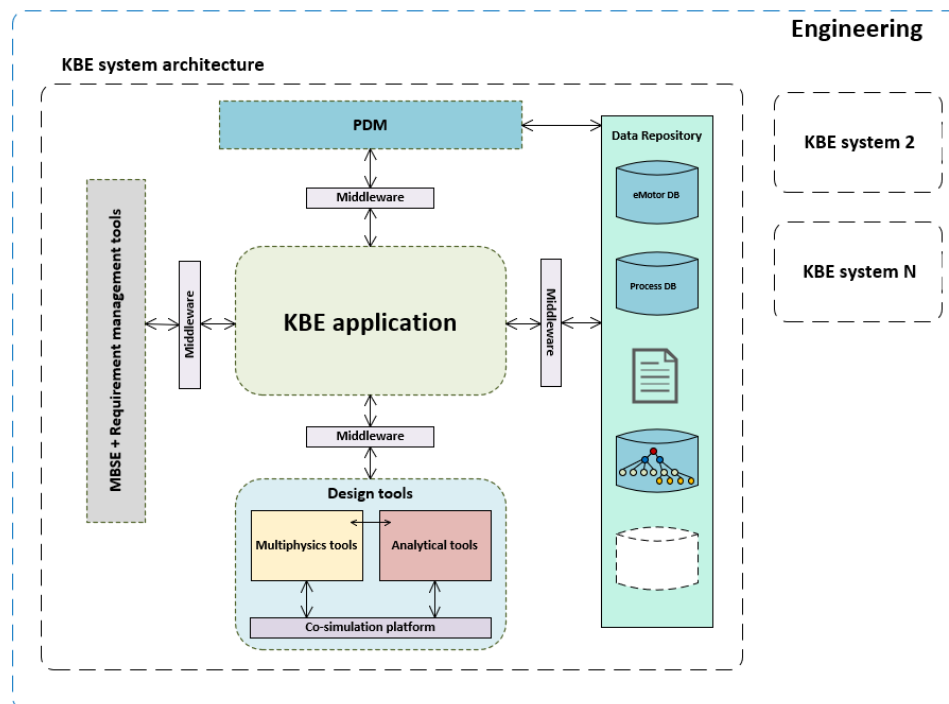 Engineering
KBE system architecture
PDM
Data Repository
KBE system 2
eMotor DB
Middleware
MBSE + Requirement management tools
KBE system N
Middleware
KBE application
Middleware
Process DB
Middleware
Design tools
Multiphysics tools
Analytical tools
Co-simulation platform